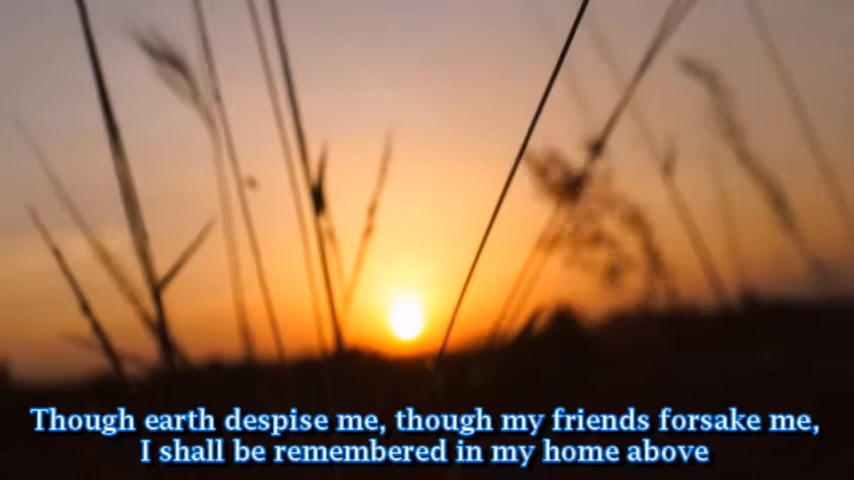 Though earth despise me, though my friends forsake me,
I shall be remembered in my home above